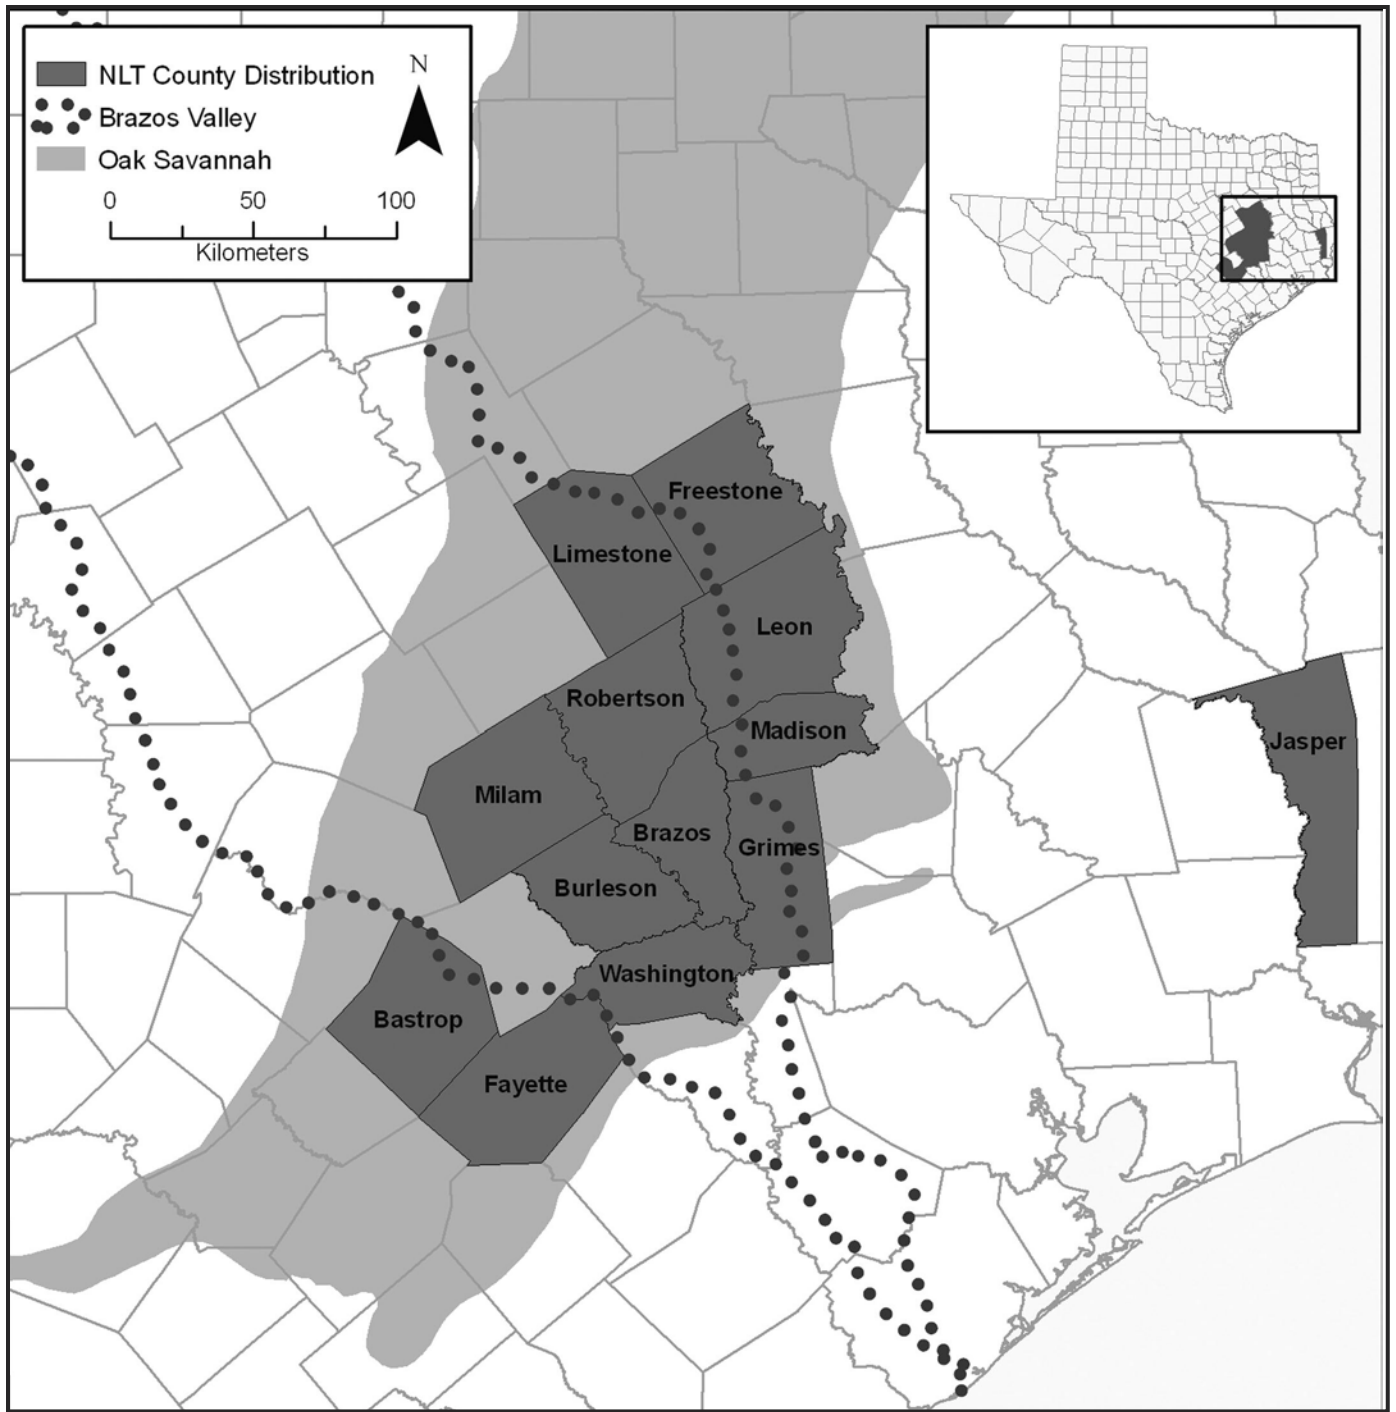 NLT County Distribution
Brazos Valley
Oak Savannah
N
0 50 100
Kilometers
Freestone
Limestone
Leon
Robertson
Madison
Jasper
Milam
Brazos
Grimes
Burleson
Washington
Bastrop
Fayette